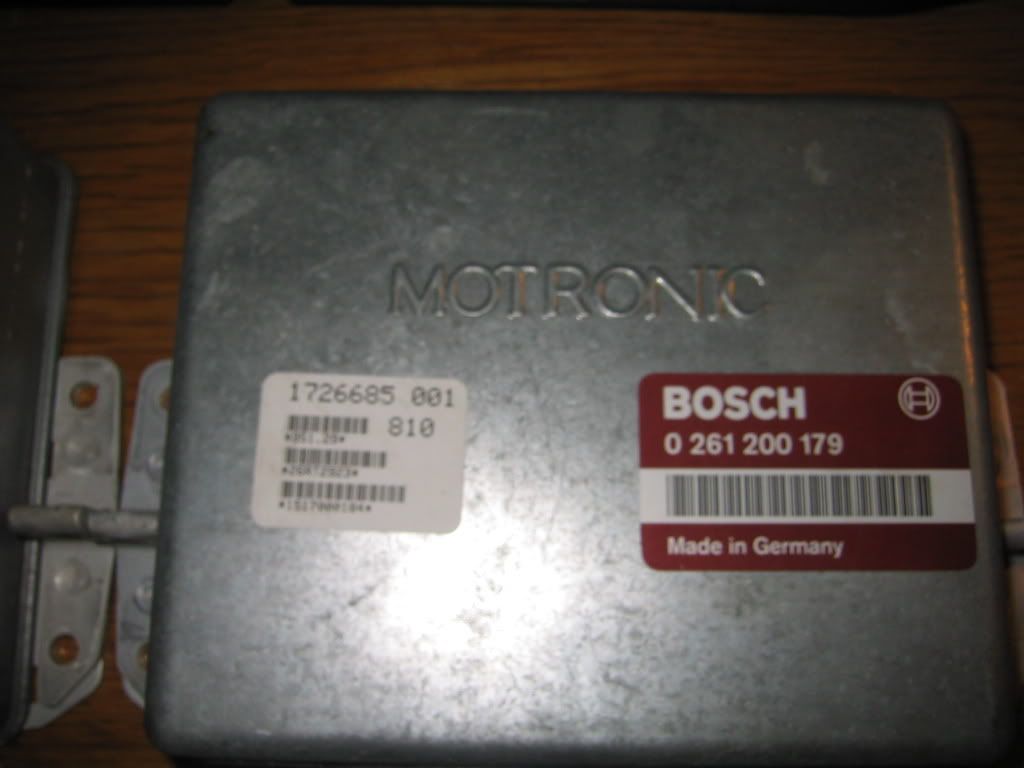 MOTRONIC
1726685 001
810
BOSCH
0 261 200 179
Made in Germany